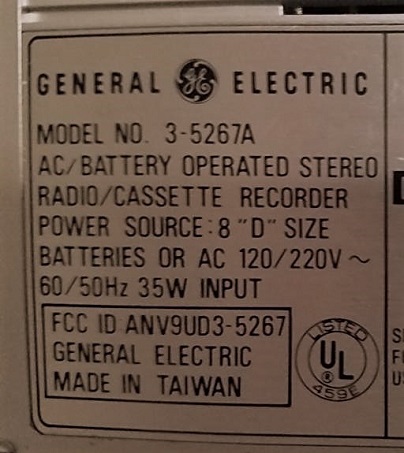 GENERAL GE ELECTRIC
MODEL NO. 3-5267A
AC/BATTERY OPERATED STEREO
RADIO/CASSETTE RECORDER
POWER SOURCE: 8 "D" SIZE
BATTERIES OR AC 120/220V ~
60/50Hz 35W INPUT
FCC ID ANV9UD3-5267
GENERAL ELECTRIC
MADE IN TAIWAN
LISTED
UL
®
459E